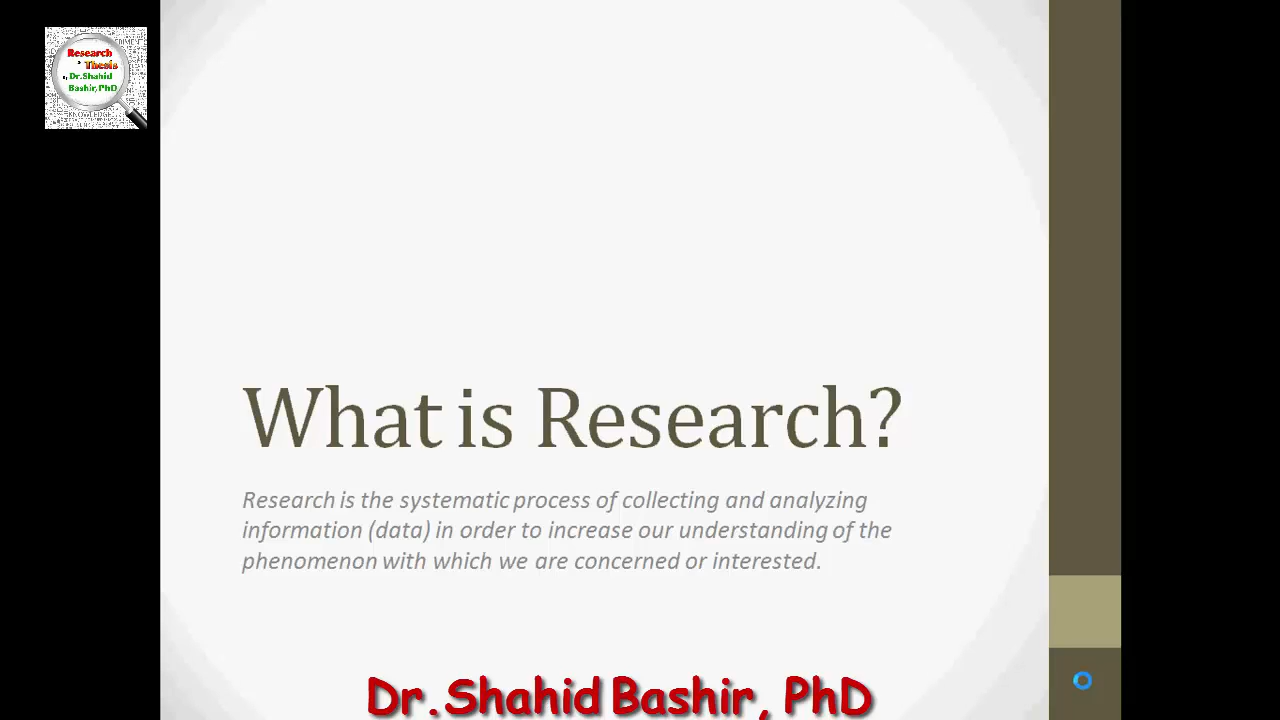 Research
Thesis
Dr.Shahid
Bashir, PhD
KNOWLEDGE
What is Research?
Research is the systematic process of collecting and analyzing
information (data) in order to increase our understanding of the
phenomenon with which we are concerned or interested.
Dr.Shahid Bashir, PhD